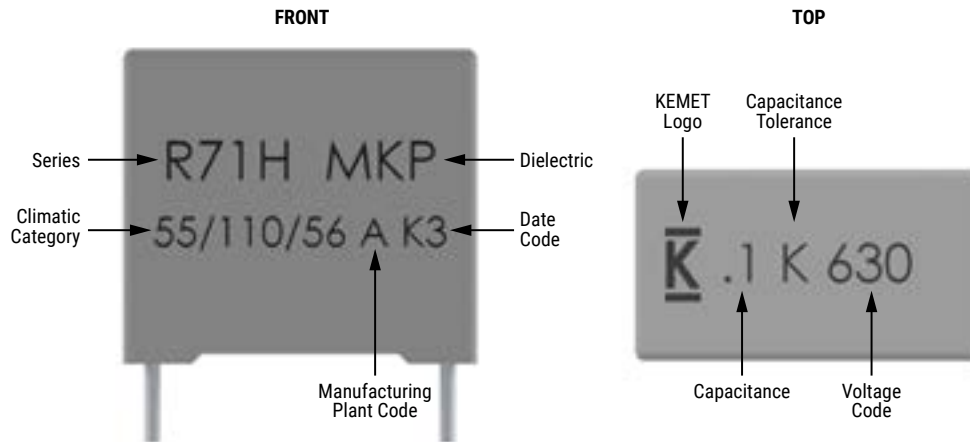 FRONT
TOP
KEMET
Logo
Capacitance
Tolerance
Series
R71H MKP
Dielectric
Climatic
Category
55/110/56 A K3
Date
Code
K .1 K 630
Manufacturing
Plant Code
Capacitance
Voltage
Code